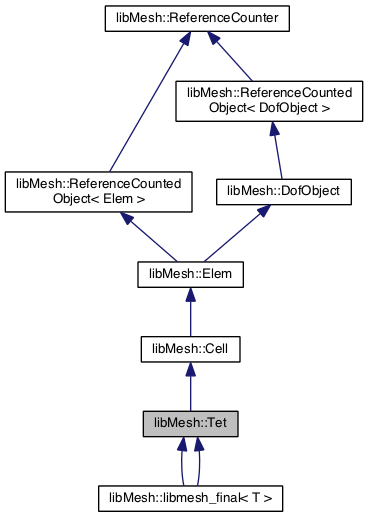 libMesh::ReferenceCounter
libMesh::ReferenceCounted
Object< DofObject >
libMesh::ReferenceCounted
Object< Elem >
libMesh::DofObject
libMesh::Elem
libMesh::Cell
libMesh::Tet
libMesh::libmesh_final< T >